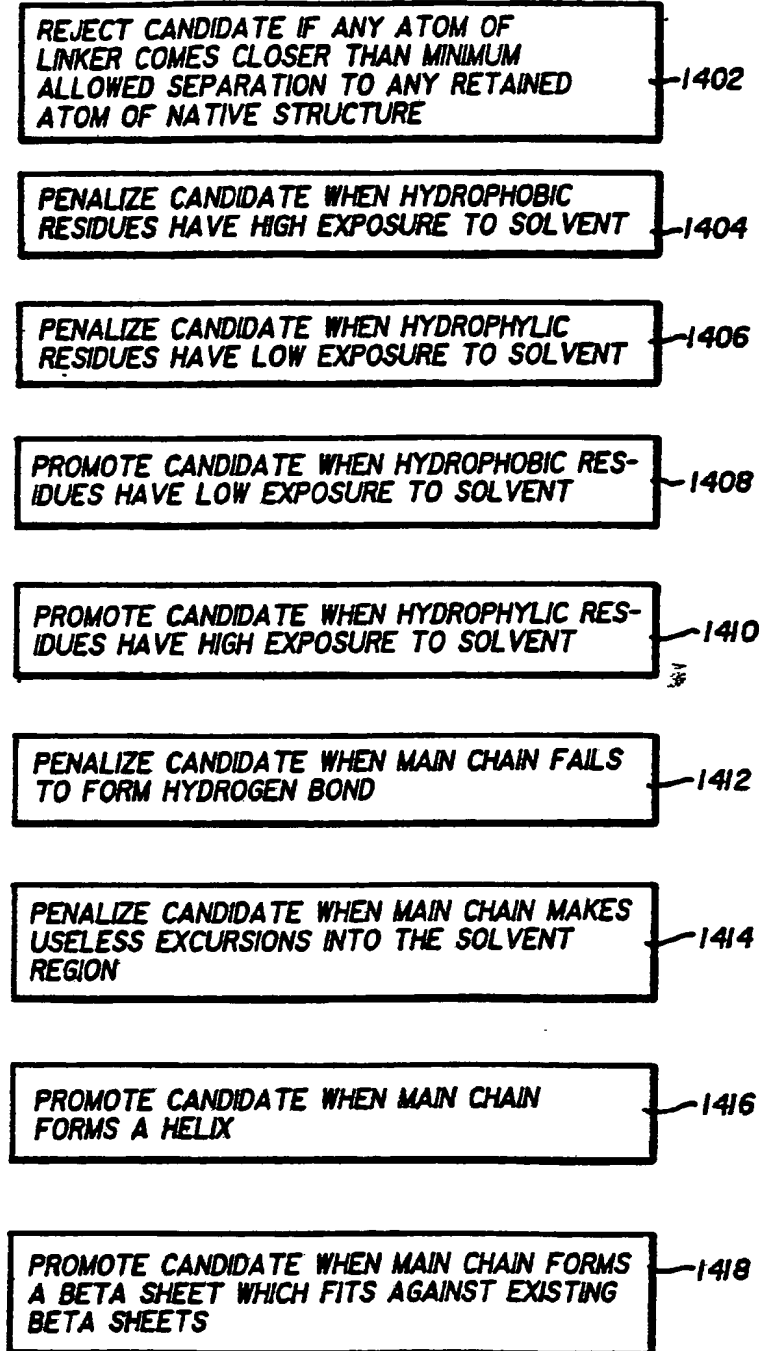 REJECT CANDIDATE IF ANY ATOM OF
LINKER COMES CLOSER THAN MINIMUM
ALLOWED SEPARATION TO ANY RETAINED
ATOM OF NATIVE STRUCTURE
1402
PENALIZE CANDIDATE WHEN HYDROPHOBIC
RESIDUES HAVE HIGH EXPOSURE TO SOLVENT
1404
PENALIZE CANDIDATE WHEN HYDROPHYLIC
RESIDUES HAVE LOW EXPOSURE TO SOLVENT
1406
PROMOTE CANDIDATE WHEN HYDROPHOBIC RES-
IDUES HAVE LOW EXPOSURE TO SOLVENT
1408
PROMOTE CANDIDATE WHEN HYDROPHYLIC RES-
IDUES HAVE HIGH EXPOSURE TO SOLVENT
1410
PENALIZE CANDIDATE WHEN MAIN CHAIN FAILS
TO FORM HYDROGEN BOND
1412
PENALIZE CANDIDATE WHEN MAIN CHAIN MAKES
USELESS EXCURSIONS INTO THE SOLVENT
REGION
1414
PROMOTE CANDIDATE WHEN MAIN CHAIN
FORMS A HELIX
1416
PROMOTE CANDIDATE WHEN MAIN CHAIN FORMS
A BETA SHEET WHICH FITS AGAINST EXISTING
BETA SHEETS
1418